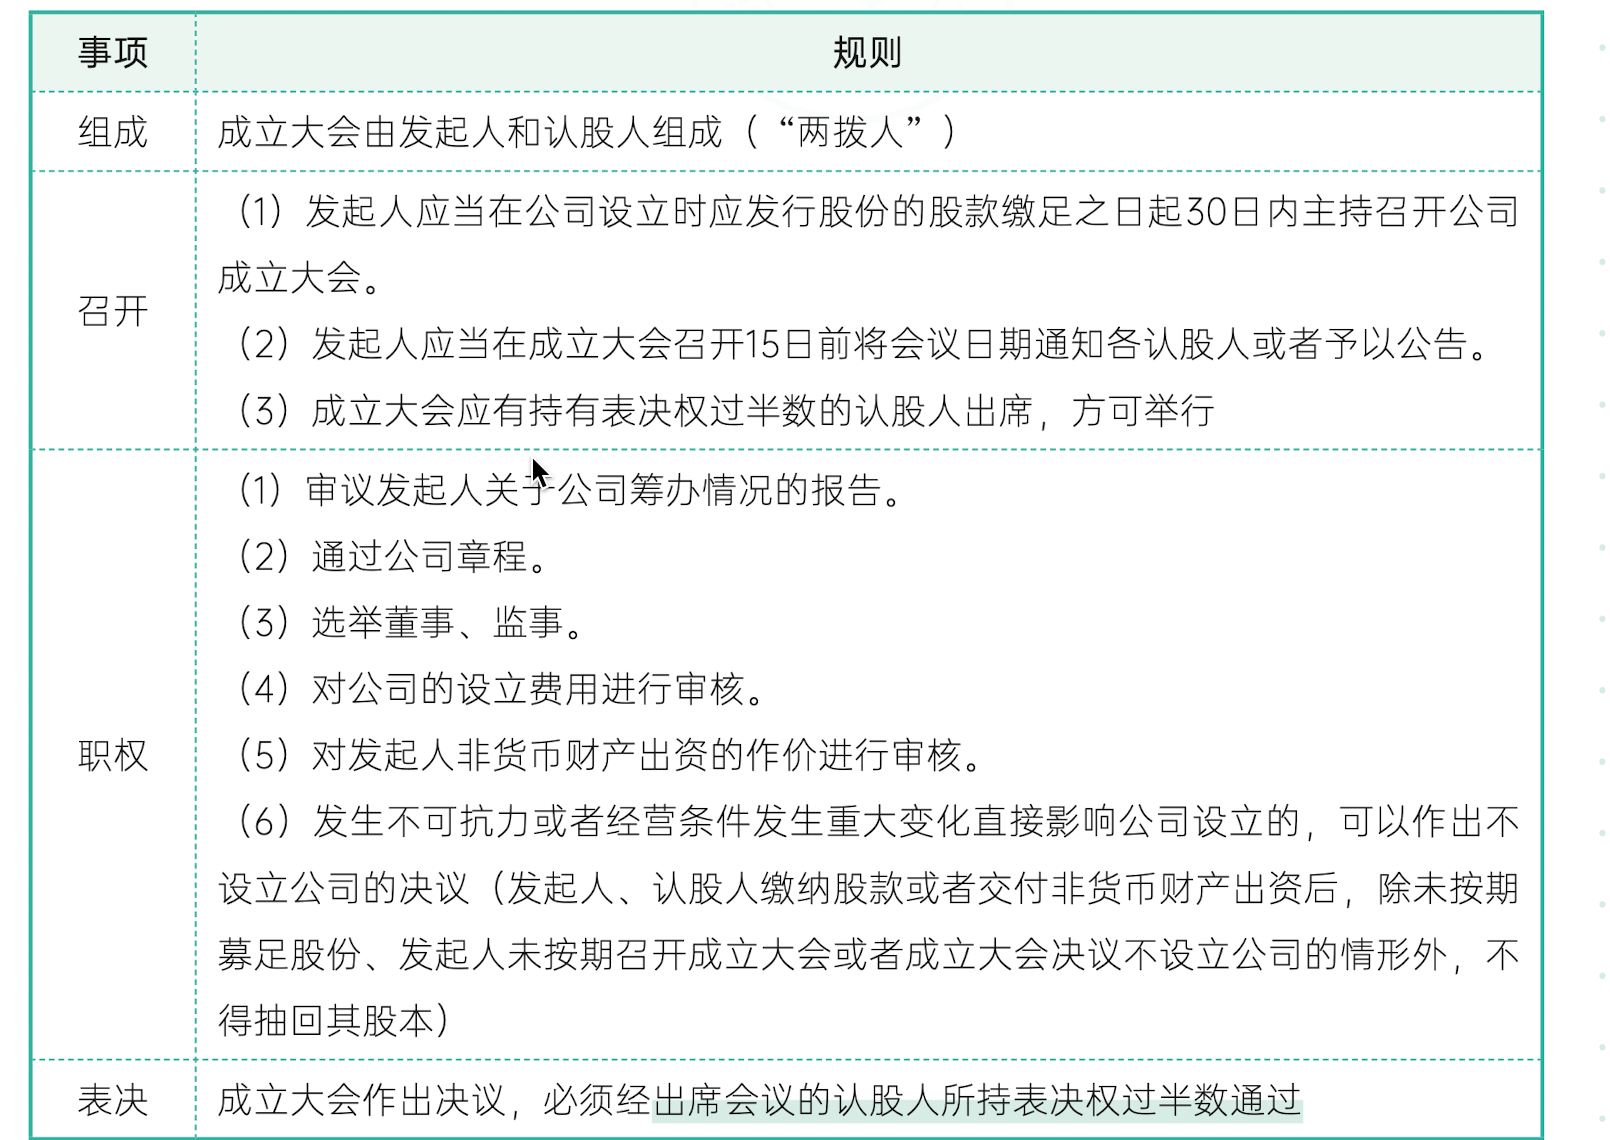 事项
规则
组成
成立大会由发起人和认股人组成（“两拨人”）
召开
（1）发起人应当在公司设立时应发行股份的股款缴足之日起30日内主持召开公司
成立大会。
（2）发起人应当在成立大会召开15日前将会议日期通知各认股人或者予以公告。
（3）成立大会应有持有表决权过半数的认股人出席，方可举行
职权
（1）审议发起人关于公司筹办情况的报告。
（2）通过公司章程。
（3）选举董事、监事。
（4）对公司的设立费用进行审核。
（5）对发起人非货币财产出资的作价进行审核。
（6）发生不可抗力或者经营条件发生重大变化直接影响公司设立的，可以作出不
设立公司的决议（发起人、认股人缴纳股款或者交付非货币财产出资后，除未按期
募足股份、发起人未按期召开成立大会或者成立大会决议不设立公司的情形外，不
得抽回其股本）
表决
成立大会作出决议，必须经出席会议的认股人所持表决权过半数通过